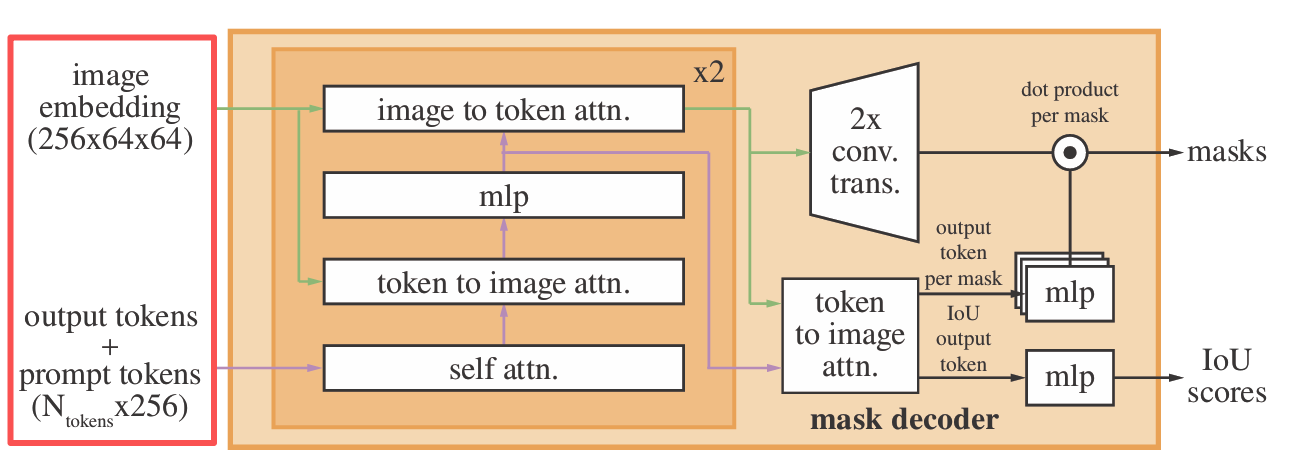 image
embedding
(256x64x64)
output tokens
+
prompt tokens
(Ntokensx256)
x2
image to token attn.
mlp
token to image attn.
self attn.
2x
conv.
trans.
dot product
per mask
masks
output
token
per mask
mlp
token
to image
attn.
IoU
output
token
mlp
IoU
scores
mask decoder